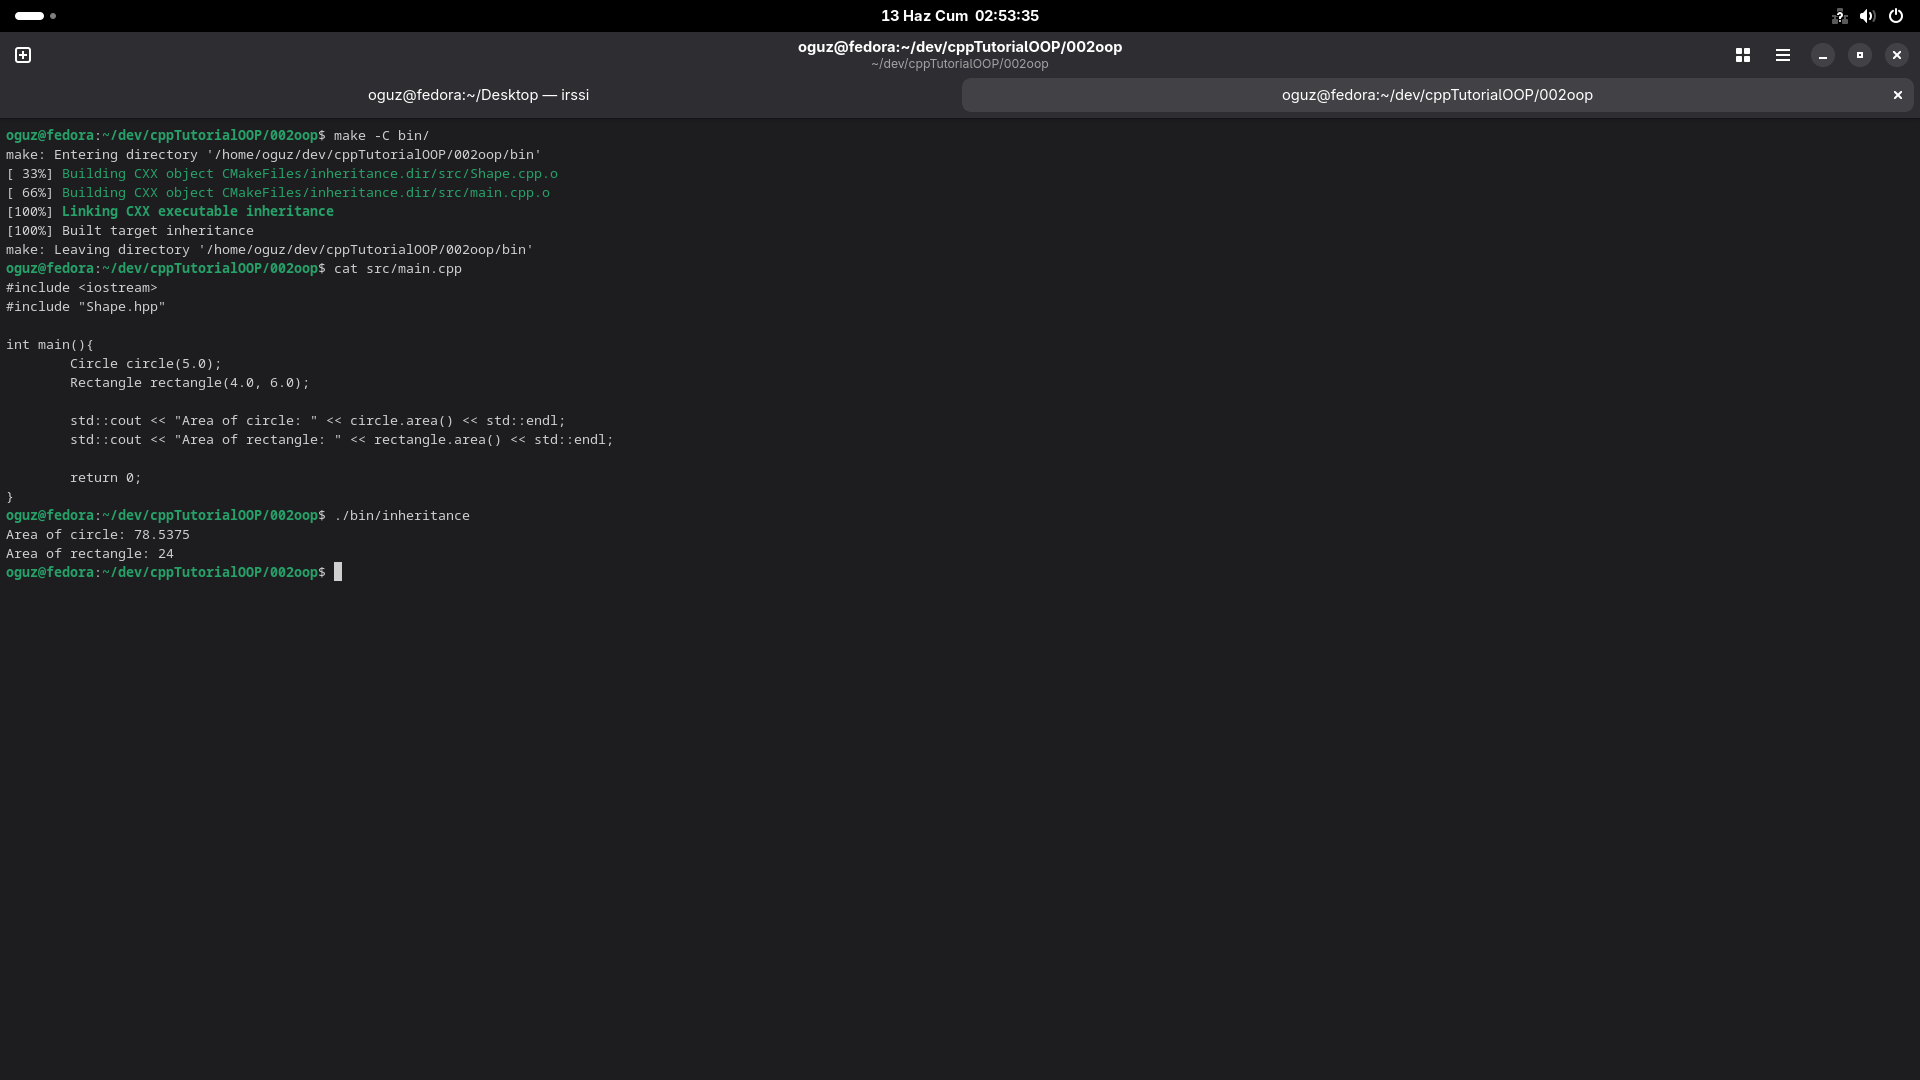 13 Haz Cum  02:53:35
oguz@fedora:~/dev/cppTutorialOOP/002oop
~/dev/cppTutorialOOP/002oop
oguz@fedora:~/Desktop — irssi
oguz@fedora:~/dev/cppTutorialOOP/002oop
oguz@fedora:~/dev/cppTutorialOOP/002oop$ make -C bin/
make: Entering directory '/home/oguz/dev/cppTutorialOOP/002oop/bin'
[ 33%] Building CXX object CMakeFiles/inheritance.dir/src/Shape.cpp.o
[ 66%] Building CXX object CMakeFiles/inheritance.dir/src/main.cpp.o
[100%] Linking CXX executable inheritance
[100%] Built target inheritance
make: Leaving directory '/home/oguz/dev/cppTutorialOOP/002oop/bin'
oguz@fedora:~/dev/cppTutorialOOP/002oop$ cat src/main.cpp
#include <iostream>
#include "Shape.hpp"

int main(){
        Circle circle(5.0);
        Rectangle rectangle(4.0, 6.0);

        std::cout << "Area of circle: " << circle.area() << std::endl;
        std::cout << "Area of rectangle: " << rectangle.area() << std::endl;

        return 0;
}
oguz@fedora:~/dev/cppTutorialOOP/002oop$ ./bin/inheritance
Area of circle: 78.5375
Area of rectangle: 24
oguz@fedora:~/dev/cppTutorialOOP/002oop$